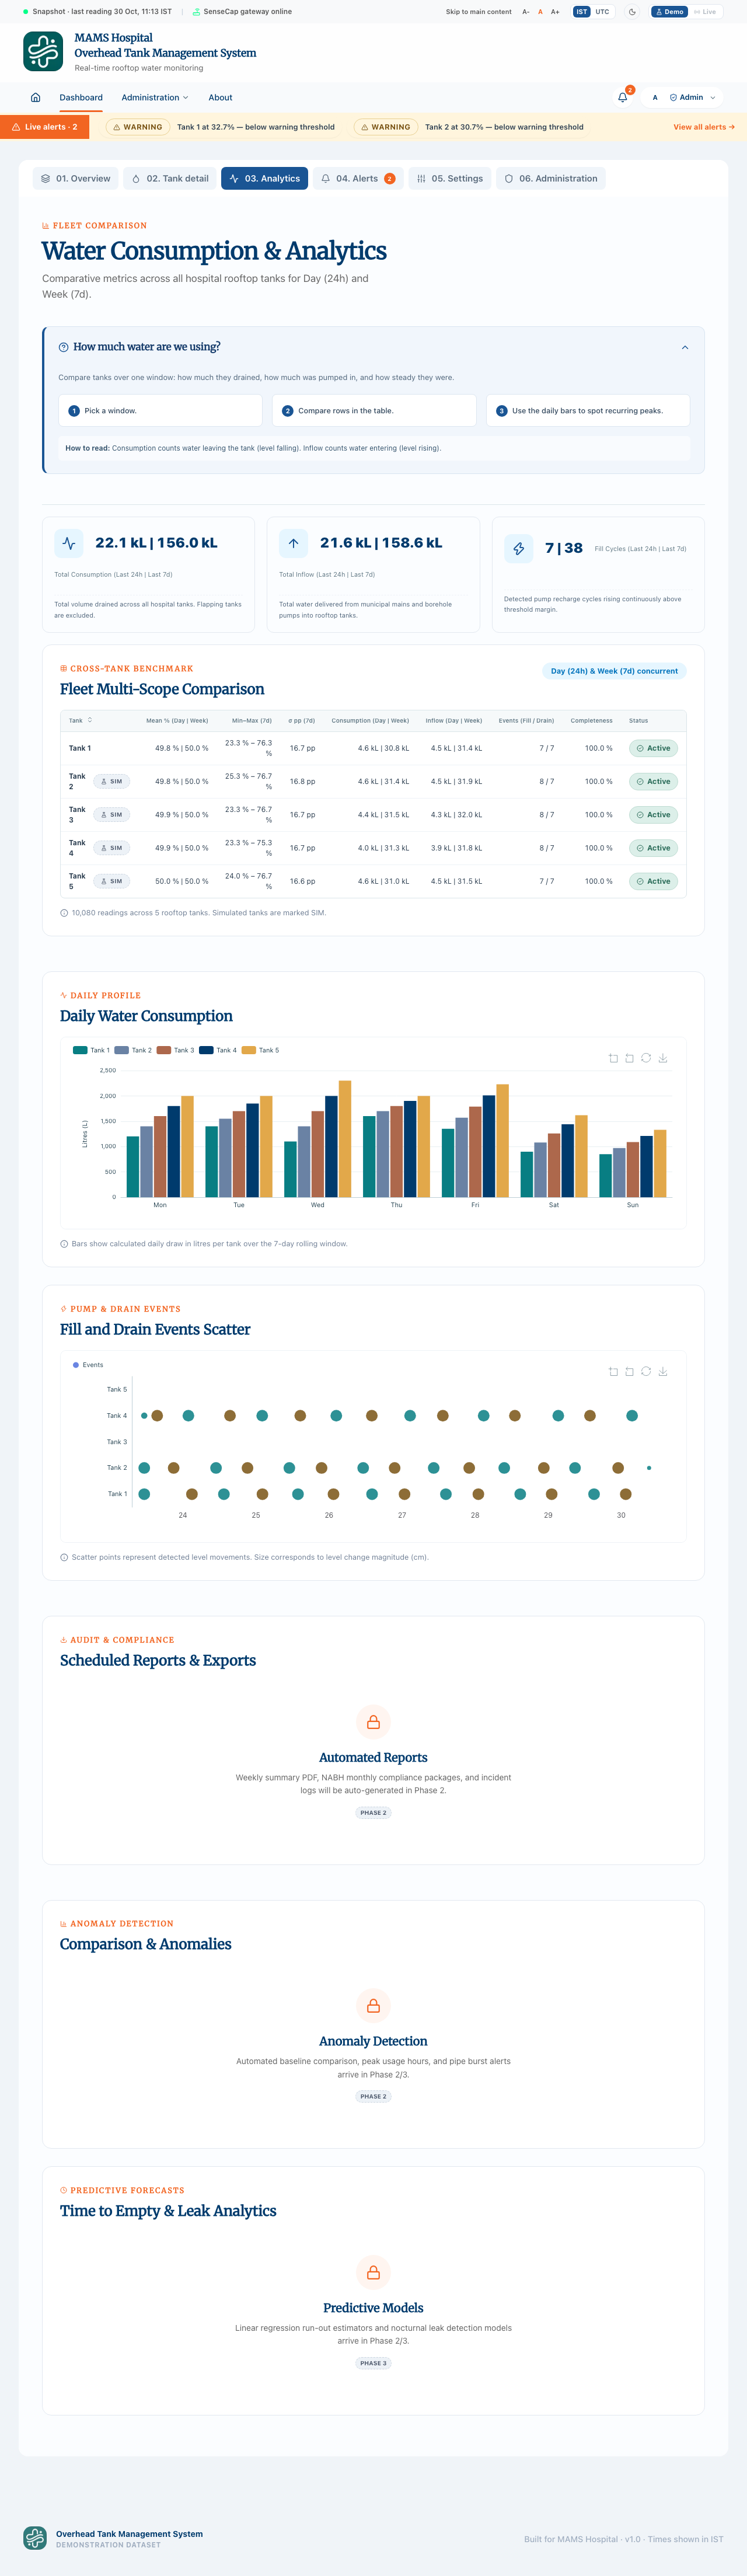 Snapshot · last reading 30 Oct, 11:13 IST | SenseCap gateway online Skip to main content A- A A+ IST UTC Demo Live
MAMS Hospital
Overhead Tank Management System
Real-time rooftop water monitoring
Dashboard Administration About 2 A Admin
Live alerts · 2 WARNING Tank 1 at 32.7% — below warning threshold WARNING Tank 2 at 30.7% — below warning threshold View all alerts →
01. Overview 02. Tank detail 03. Analytics 04. Alerts 2 05. Settings 06. Administration
FLEET COMPARISON
Water Consumption & Analytics
Comparative metrics across all hospital rooftop tanks for Day (24h) and
Week (7d).
How much water are we using?
Compare tanks over one window: how much they drained, how much was pumped in, and how steady they were.
1 Pick a window. 2 Compare rows in the table. 3 Use the daily bars to spot recurring peaks.
How to read: Consumption counts water leaving the tank (level falling). Inflow counts water entering (level rising).
22.1 kL | 156.0 kL
Total Consumption (Last 24h | Last 7d)
Total volume drained across all hospital tanks. Flapping tanks
are excluded.
21.6 kL | 158.6 kL
Total Inflow (Last 24h | Last 7d)
Total water delivered from municipal mains and borehole
pumps into rooftop tanks.
7 | 38 Fill Cycles (Last 24h | Last 7d)
Detected pump recharge cycles rising continuously above
threshold margin.
CROSS-TANK BENCHMARK
Fleet Multi-Scope Comparison
Day (24h) & Week (7d) concurrent
Tank Mean % (Day | Week) Min–Max (7d) σ pp (7d) Consumption (Day | Week) Inflow (Day | Week) Events (Fill / Drain) Completeness Status
Tank 1 49.8 % | 50.0 % 23.3 % – 76.3 % 16.7 pp 4.6 kL | 30.8 kL 4.5 kL | 31.4 kL 7 / 7 100.0 % Active
Tank 2 SIM 49.8 % | 50.0 % 25.3 % – 76.7 % 16.8 pp 4.6 kL | 31.4 kL 4.5 kL | 31.9 kL 8 / 7 100.0 % Active
Tank 3 SIM 49.9 % | 50.0 % 23.3 % – 76.7 % 16.7 pp 4.4 kL | 31.5 kL 4.3 kL | 32.0 kL 8 / 7 100.0 % Active
Tank 4 SIM 49.9 % | 50.0 % 23.3 % – 75.3 % 16.7 pp 4.0 kL | 31.3 kL 3.9 kL | 31.8 kL 8 / 7 100.0 % Active
Tank 5 SIM 50.0 % | 50.0 % 24.0 % – 76.7 % 16.6 pp 4.6 kL | 31.0 kL 4.5 kL | 31.5 kL 7 / 7 100.0 % Active
10,080 readings across 5 rooftop tanks. Simulated tanks are marked SIM.
DAILY PROFILE
Daily Water Consumption
Tank 1 Tank 2 Tank 3 Tank 4 Tank 5
2,500
2,000
1,500
1,000
500
0
Litres (L)
Mon Tue Wed Thu Fri Sat Sun
Bars show calculated daily draw in litres per tank over the 7-day rolling window.
PUMP & DRAIN EVENTS
Fill and Drain Events Scatter
Events
Tank 5
Tank 4
Tank 3
Tank 2
Tank 1
24 25 26 27 28 29 30
Scatter points represent detected level movements. Size corresponds to level change magnitude (cm).
AUDIT & COMPLIANCE
Scheduled Reports & Exports
Automated Reports
Weekly summary PDF, NABH monthly compliance packages, and incident
logs will be auto-generated in Phase 2.
PHASE 2
ANOMALY DETECTION
Comparison & Anomalies
Anomaly Detection
Automated baseline comparison, peak usage hours, and pipe burst alerts
arrive in Phase 2/3.
PHASE 2
PREDICTIVE FORECASTS
Time to Empty & Leak Analytics
Predictive Models
Linear regression run-out estimators and nocturnal leak detection models
arrive in Phase 2/3.
PHASE 3
Overhead Tank Management System
DEMONSTRATION DATASET
Built for MAMS Hospital · v1.0 · Times shown in IST